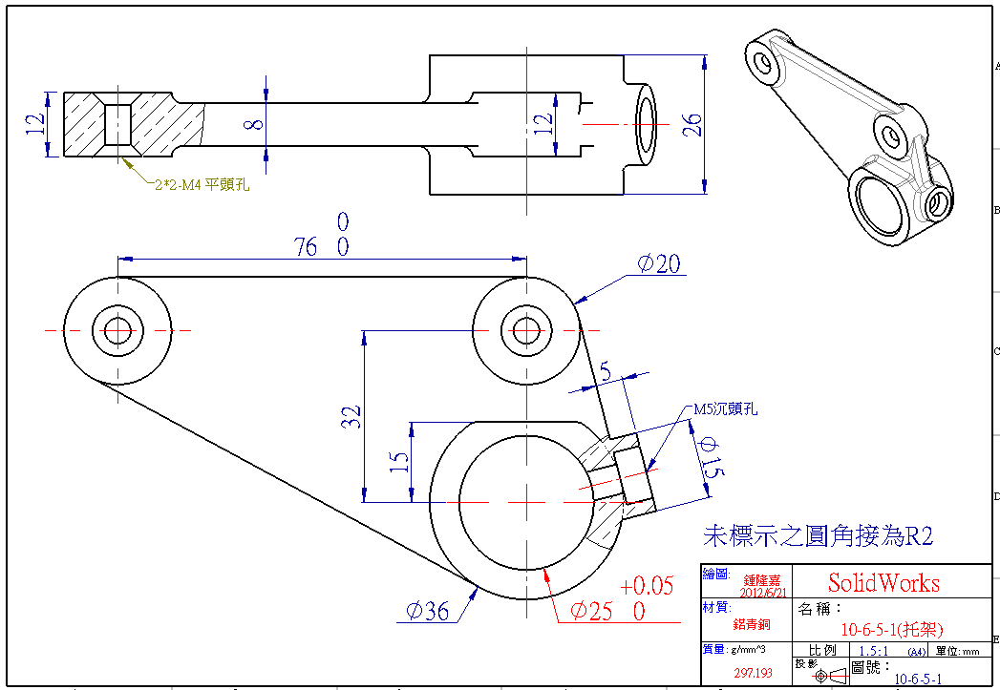 A
12
8
12
26
2*2-M4 平頭孔
B
0
76 0
Ø20
C
5
M5沉頭孔
32
15
Ø15
D
未標示之圓角接為R2
+0.05
Ø36
Ø25 0
繪圖:
鍾隆嘉
2012/6/21
SolidWorks
材質:
鋁青銅
名稱：
10-6-5-1(托架)
E
質量: g/mm^3
297.193
比例
1.5:1
(A4)
單位: mm
投影
圖號：
10-6-5-1